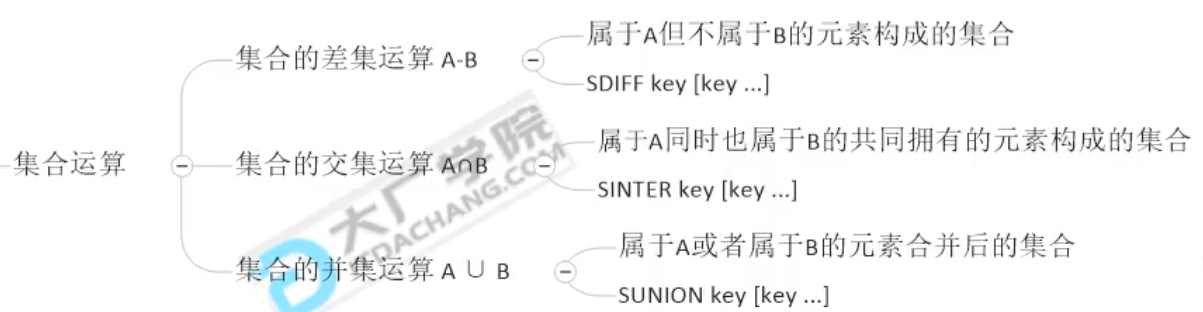 集合运算
集合的差集运算 A-B
属于A但不属于B的元素构成的集合
SDIFF key [key ...]
集合的交集运算 A∩B
属于A同时也属于B的共同拥有的元素构成的集合
SINTER key [key ...]
集合的并集运算 A ∪ B
属于A或者属于B的元素合并后的集合
SUNION key [key ...]
大厂学院
DACHANG.COM